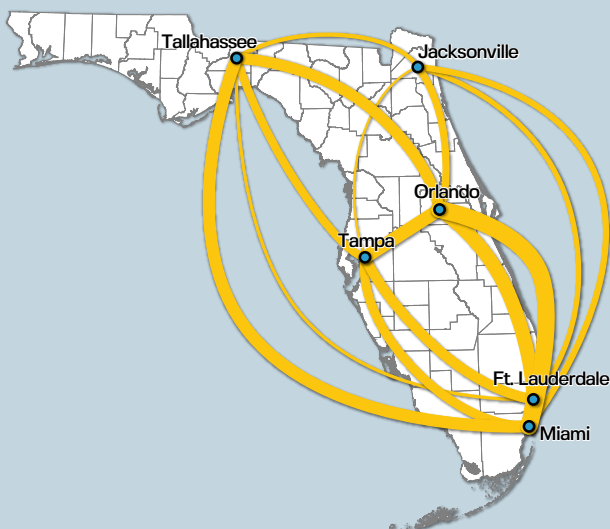 Tallahassee
Jacksonville
Orlando
Tampa
Ft. Lauderdale
Miami